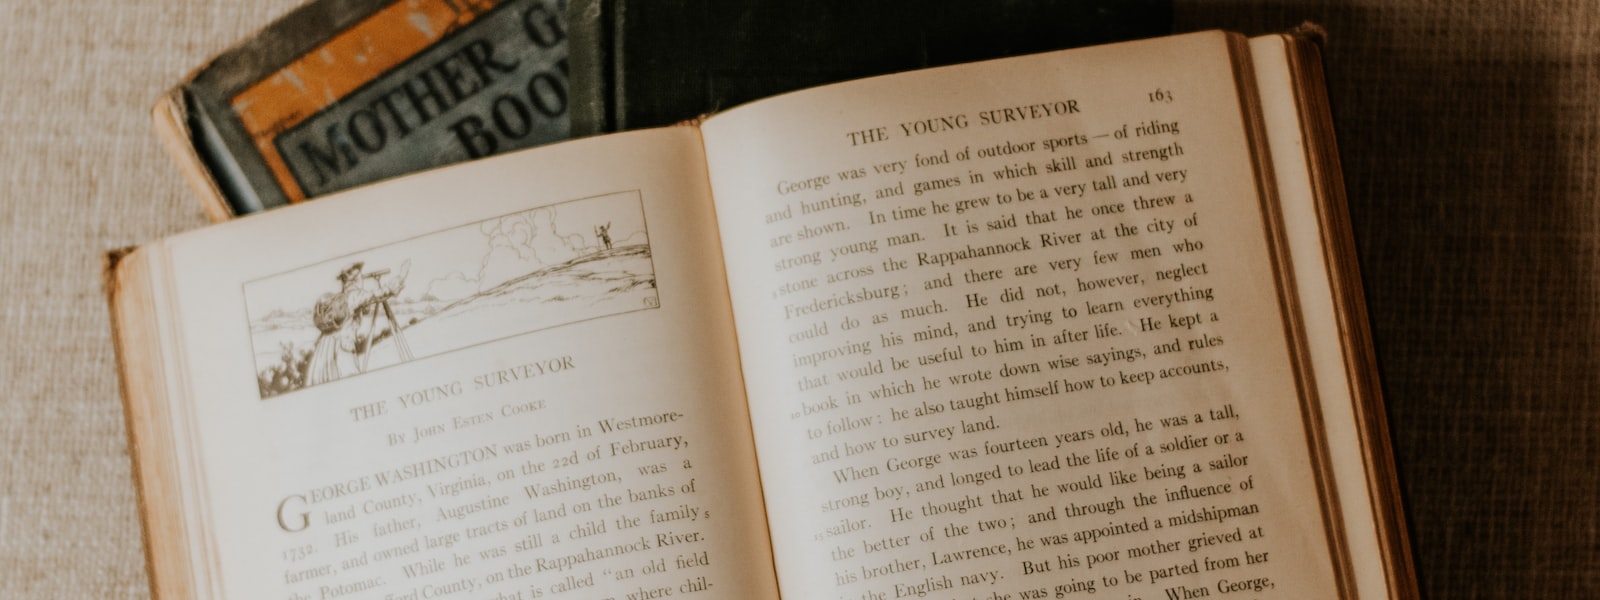 MOTHER G
BOO
THE YOUNG SURVEYOR
By John Esten Cooke
GEORGE WASHINGTON was born in Westmore-
land County, Virginia, on the 22d of February,
1732. His father, Augustine Washington, was a
farmer, and owned large tracts of land on the banks of
the Potomac. While he was still a child the family 5
ford County, on the Rappahannock River.
what is called "an old field
where chil-
THE YOUNG SURVEYOR 163
George was very fond of outdoor sports — of riding
and hunting, and games in which skill and strength
are shown. In time he grew to be a very tall and very
strong young man. It is said that he once threw a
5 stone across the Rappahannock River at the city of
Fredericksburg; and there are very few men who
could do as much. He did not, however, neglect
improving his mind, and trying to learn everything
that would be useful to him in after life. He kept a
10 book in which he wrote down wise sayings, and rules
to follow: he also taught himself how to keep accounts,
and how to survey land.
When George was fourteen years old, he was a tall,
strong boy, and longed to lead the life of a soldier or a
15 sailor. He thought that he would like being a sailor
the better of the two; and through the influence of
his brother, Lawrence, he was appointed a midshipman
in the English navy. But his poor mother grieved at
she was going to be parted from her
When George,